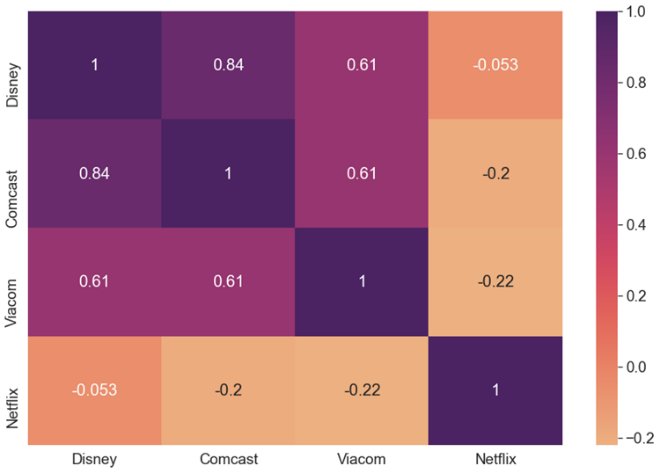 Disney 1 0.84 0.61 -0.053
Comcast 0.84 1 0.61 -0.2
Viacom 0.61 0.61 1 -0.22
Netflix -0.053 -0.2 -0.22 1
Disney Comcast Viacom Netflix
1.0
0.8
0.6
0.4
0.2
0.0
−0.2